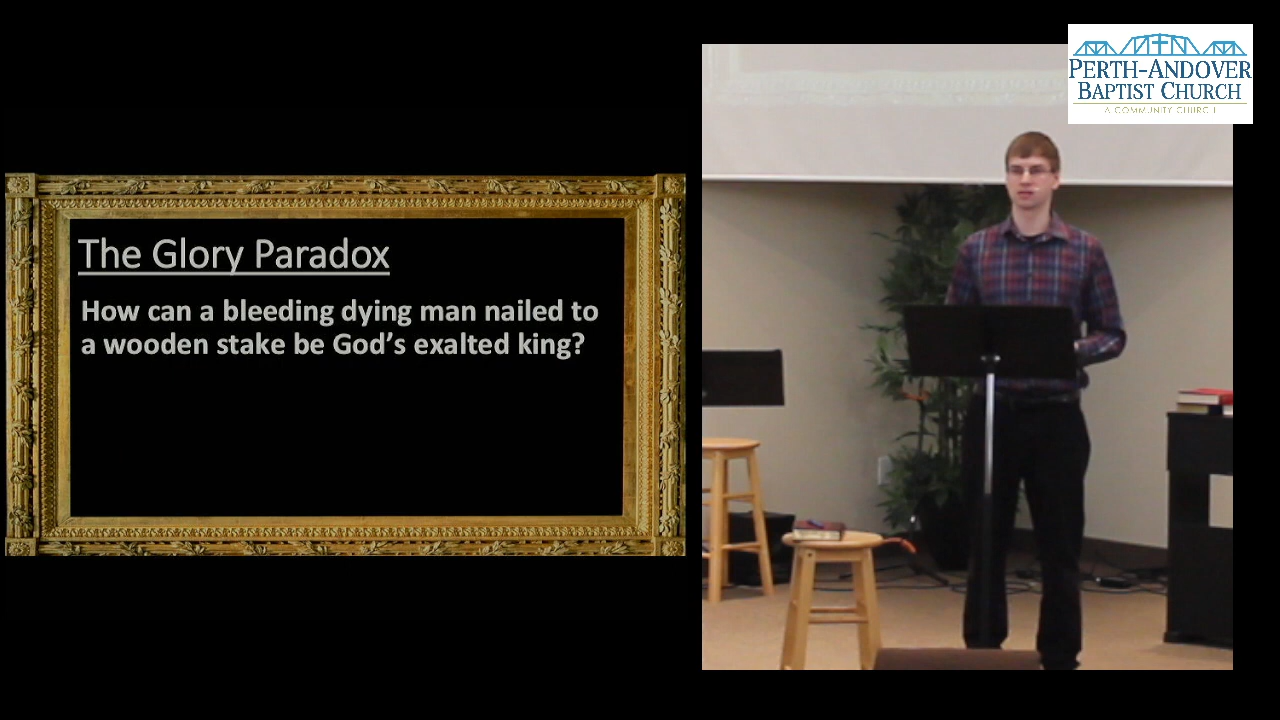 The Glory Paradox
How can a bleeding dying man nailed to
a wooden stake be God's exalted king?
PERTH-ANDOVER
BAPTIST CHURCH
A COMMUNITY CHURCH